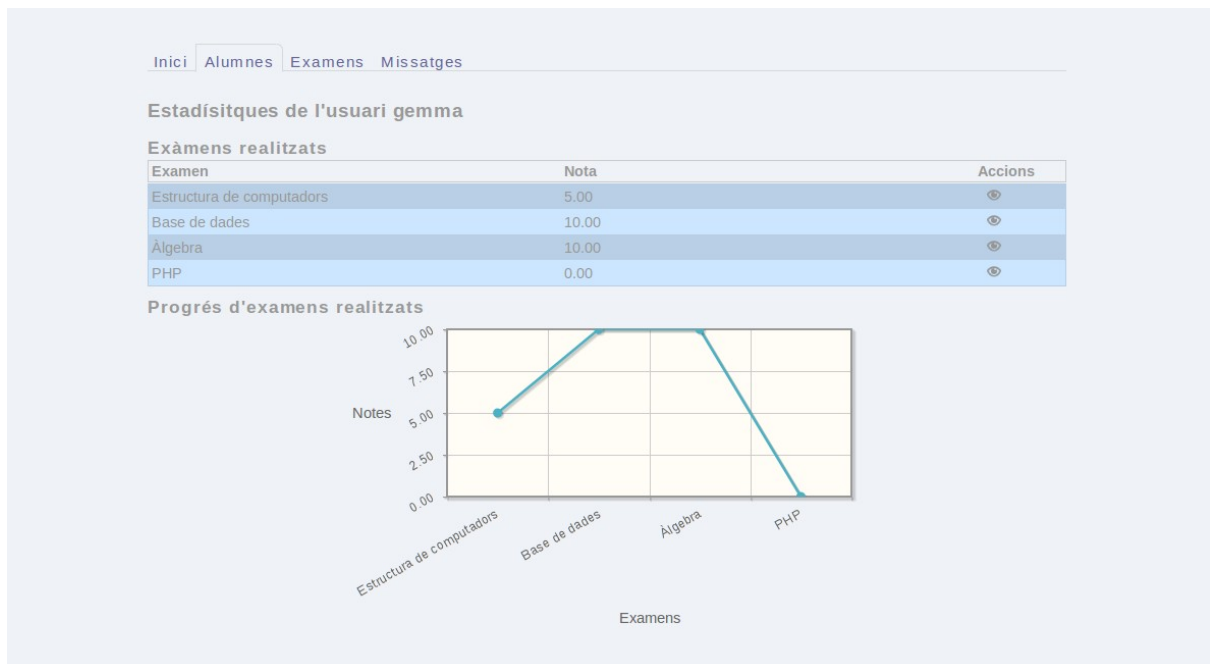 Inici Alumnes Examens Missatges
Estadísitques de l'usuari gemma
Exàmens realitzats
Examen Nota Accions
Estructura de computadors 5.00
Base de dades 10.00
Àlgebra 10.00
PHP 0.00
Progrés d'examens realitzats
10.00
7.50
Notes 5.00
2.50
0.00
Estructura de computadors Base de dades Àlgebra PHP
Examens